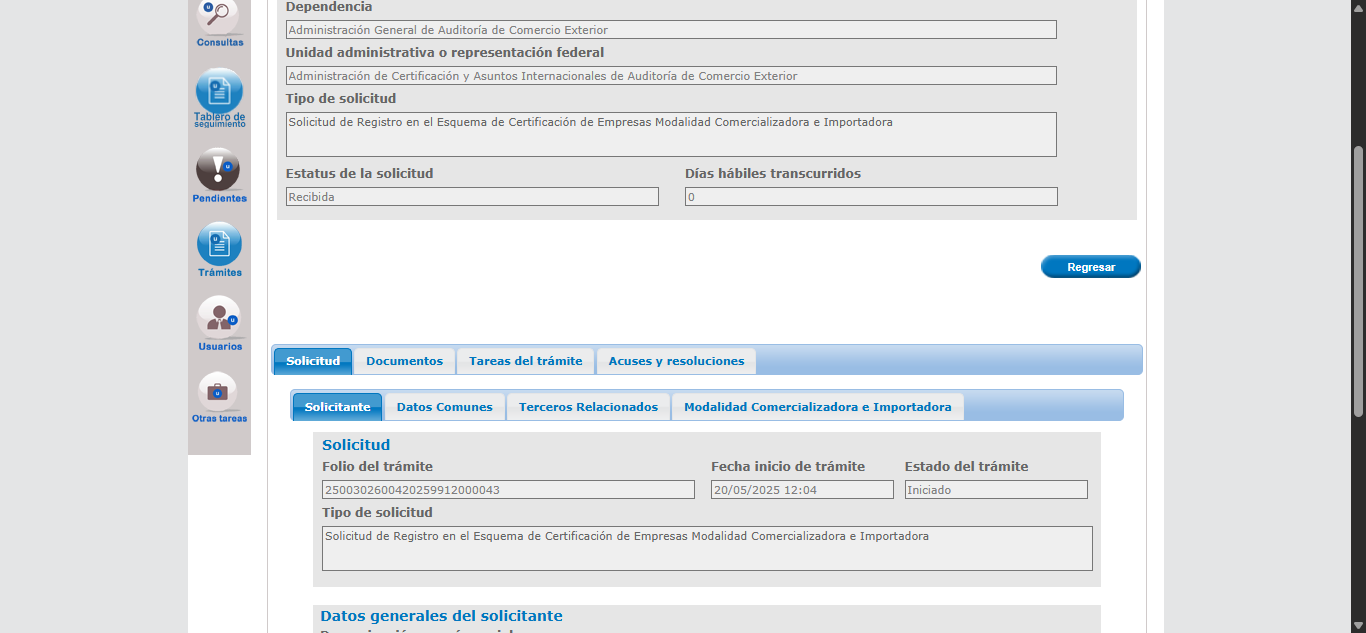 Consultas
Tablero de
seguimiento
Pendientes
Trámites
Usuarios
Otras tareas
Dependencia
Administración General de Auditoría de Comercio Exterior
Unidad administrativa o representación federal
Administración de Certificación y Asuntos Internacionales de Auditoría de Comercio Exterior
Tipo de solicitud
Solicitud de Registro en el Esquema de Certificación de Empresas Modalidad Comercializadora e Importadora
Estatus de la solicitud Días hábiles transcurridos
Recibida 0
Regresar
Solicitud Documentos Tareas del trámite Acuses y resoluciones
Solicitante Datos Comunes Terceros Relacionados Modalidad Comercializadora e Importadora
Solicitud
Folio del trámite Fecha inicio de trámite Estado del trámite
2500302600420259912000043 20/05/2025 12:04 Iniciado
Tipo de solicitud
Solicitud de Registro en el Esquema de Certificación de Empresas Modalidad Comercializadora e Importadora
Datos generales del solicitante